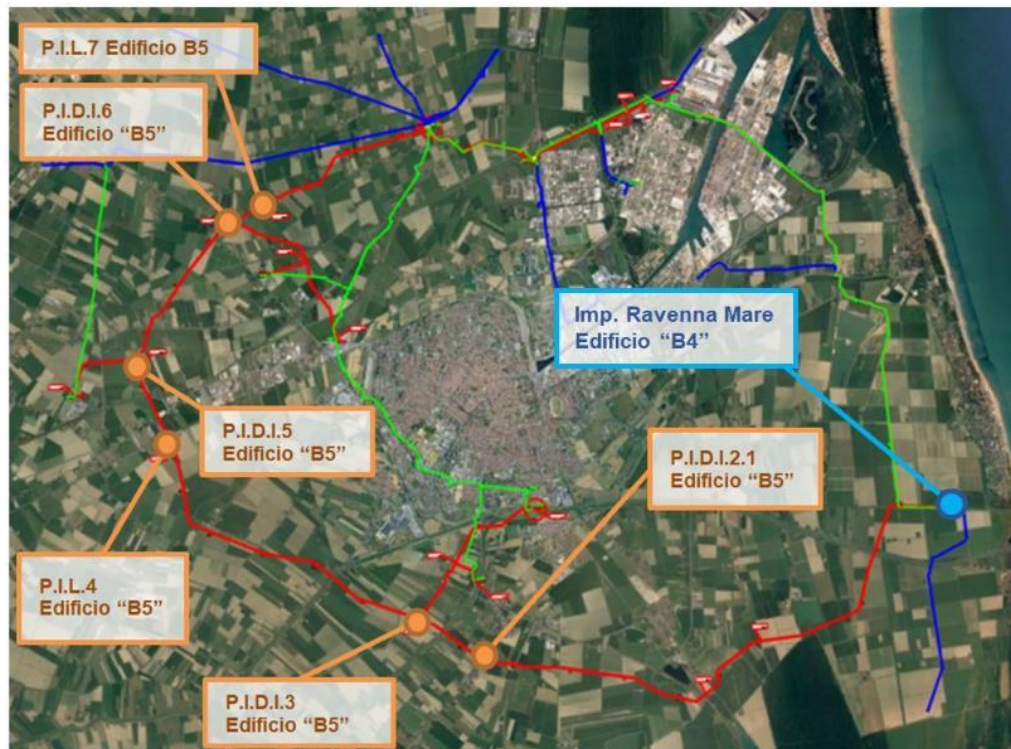 P.I.L.7 Edificio B5
P.I.D.I.6
Edificio “B5”
Imp. Ravenna Mare
Edificio “B4”
P.I.D.I.5
Edificio “B5”
P.I.D.I.2.1
Edificio “B5”
P.I.L.4
Edificio “B5”
P.I.D.I.3
Edificio “B5”